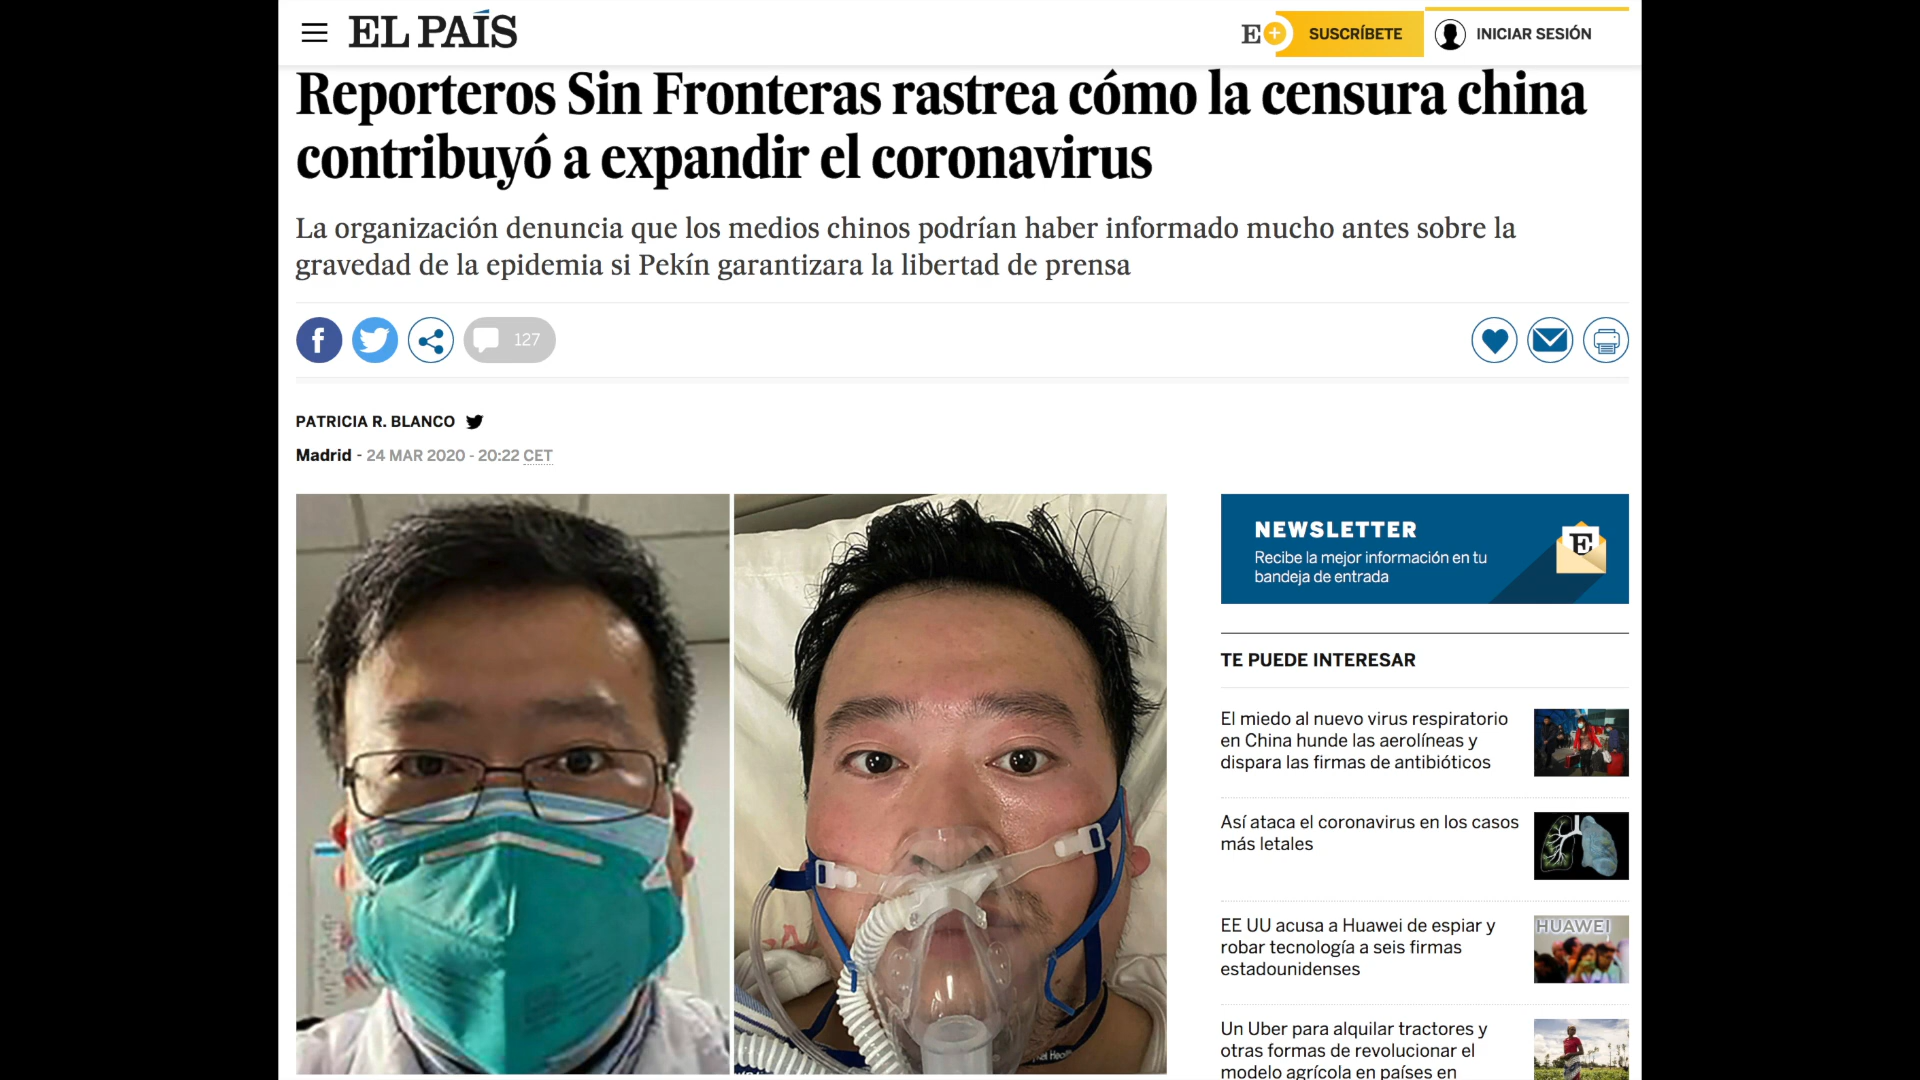 EL PAÍS
E+ SUSCRÍBETE
INICIAR SESIÓN
Reporteros Sin Fronteras rastrea cómo la censura china
contribuyó a expandir el coronavirus
La organización denuncia que los medios chinos podrían haber informado mucho antes sobre la
gravedad de la epidemia si Pekín garantizara la libertad de prensa
127
PATRICIA R. BLANCO
Madrid - 24 MAR 2020 - 20:22 CET
NEWSLETTER
Recibe la mejor información en tu
bandeja de entrada
E
TE PUEDE INTERESAR
El miedo al nuevo virus respiratorio
en China hunde las aerolíneas y
dispara las firmas de antibióticos
Así ataca el coronavirus en los casos
más letales
EE UU acusa a Huawei de espiar y
robar tecnología a seis firmas
estadounidenses
HUAWEI
Un Uber para alquilar tractores y
otras formas de revolucionar el
modelo agrícola en países en